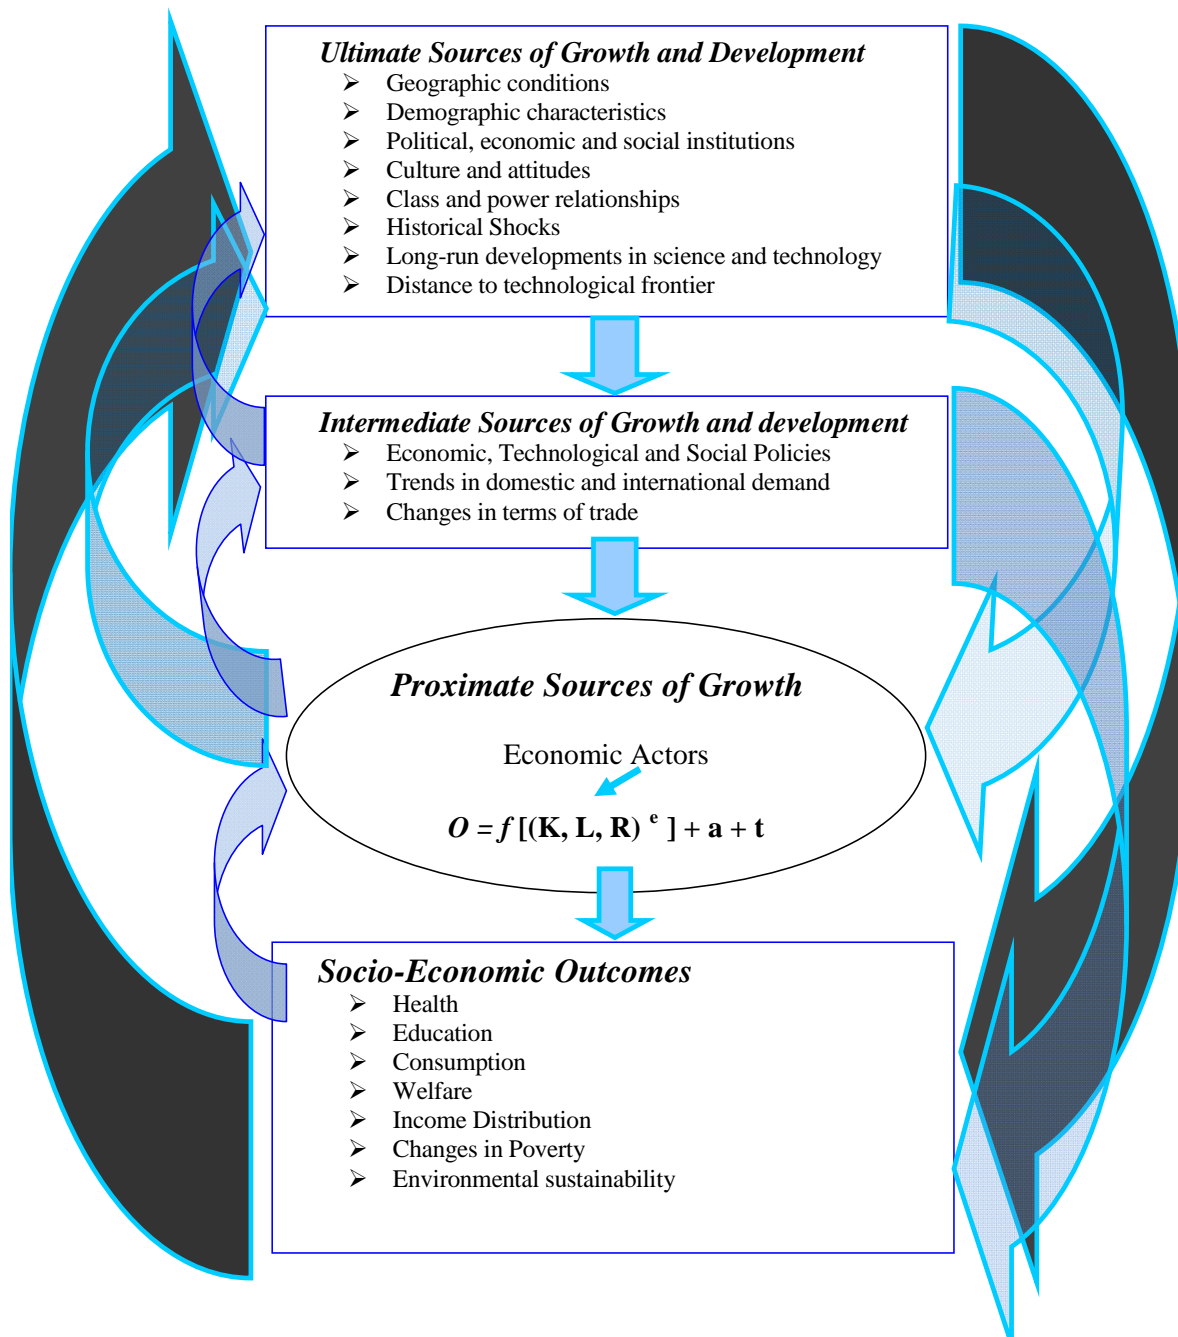 Ultimate Sources of Growth and Development
➢ Geographic conditions
➢ Demographic characteristics
➢ Political, economic and social institutions
➢ Culture and attitudes
➢ Class and power relationships
➢ Historical Shocks
➢ Long-run developments in science and technology
➢ Distance to technological frontier
Intermediate Sources of Growth and development
➢ Economic, Technological and Social Policies
➢ Trends in domestic and international demand
➢ Changes in terms of trade
Proximate Sources of Growth
Economic Actors
O = f [(K, L, R) e ] + a + t
Socio-Economic Outcomes
➢ Health
➢ Education
➢ Consumption
➢ Welfare
➢ Income Distribution
➢ Changes in Poverty
➢ Environmental sustainability